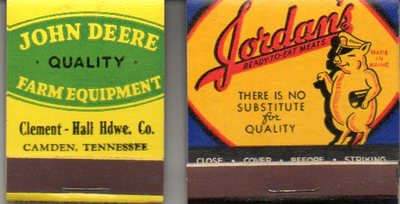 JOHN DEERE
• QUALITY •
FARM EQUIPMENT
Clement - Hall Hdwe. Co.
CAMDEN, TENNESSEE
Jordan's
READY-TO-EAT MEATS
MADE IN MAINE
THERE IS NO
SUBSTITUTE
for
QUALITY
CLOSE • COVER • BEFORE • STRIKING